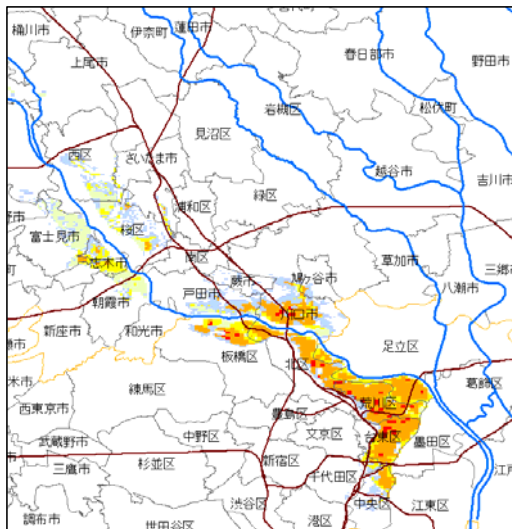 桶川市
伊奈町
蓮田市
春日部市
野田市
上尾市
岩槻区
松伏町
見沼区
西区
さいたま市
越谷市
吉川市
緑区
浦和区
桜区
富士見市
南区
草加市
三郷市
志木市
鳩ヶ谷市
蕨市
八潮市
朝霞市
戸田市
川口市
新座市
和光市
足立区
板橋区
北区
葛飾区
練馬区
荒川区
西東京市
豊島区
文京区
台東区
墨田区
武蔵野市
中野区
三鷹市
杉並区
新宿区
千代田区
渋谷区
中央区
江東区
調布市
世田谷区
港区